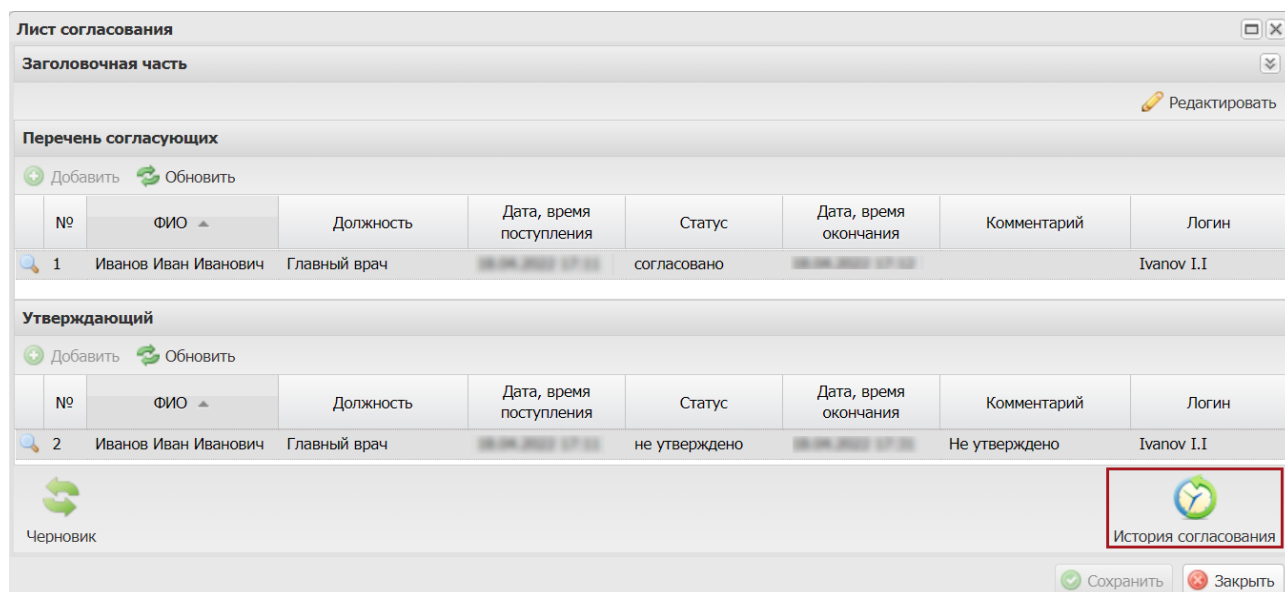 Лист согласования
Заголовочная часть
Редактировать
Перечень согласующих
Добавить Обновить
№ ФИО Должность Дата, время поступления Статус Дата, время окончания Комментарий Логин
1 Иванов Иван Иванович Главный врач согласовано Ivanov I.I
Утверждающий
Добавить Обновить
№ ФИО Должность Дата, время поступления Статус Дата, время окончания Комментарий Логин
2 Иванов Иван Иванович Главный врач не утверждено Не утверждено Ivanov I.I
Черновик История согласования
Сохранить Закрыть